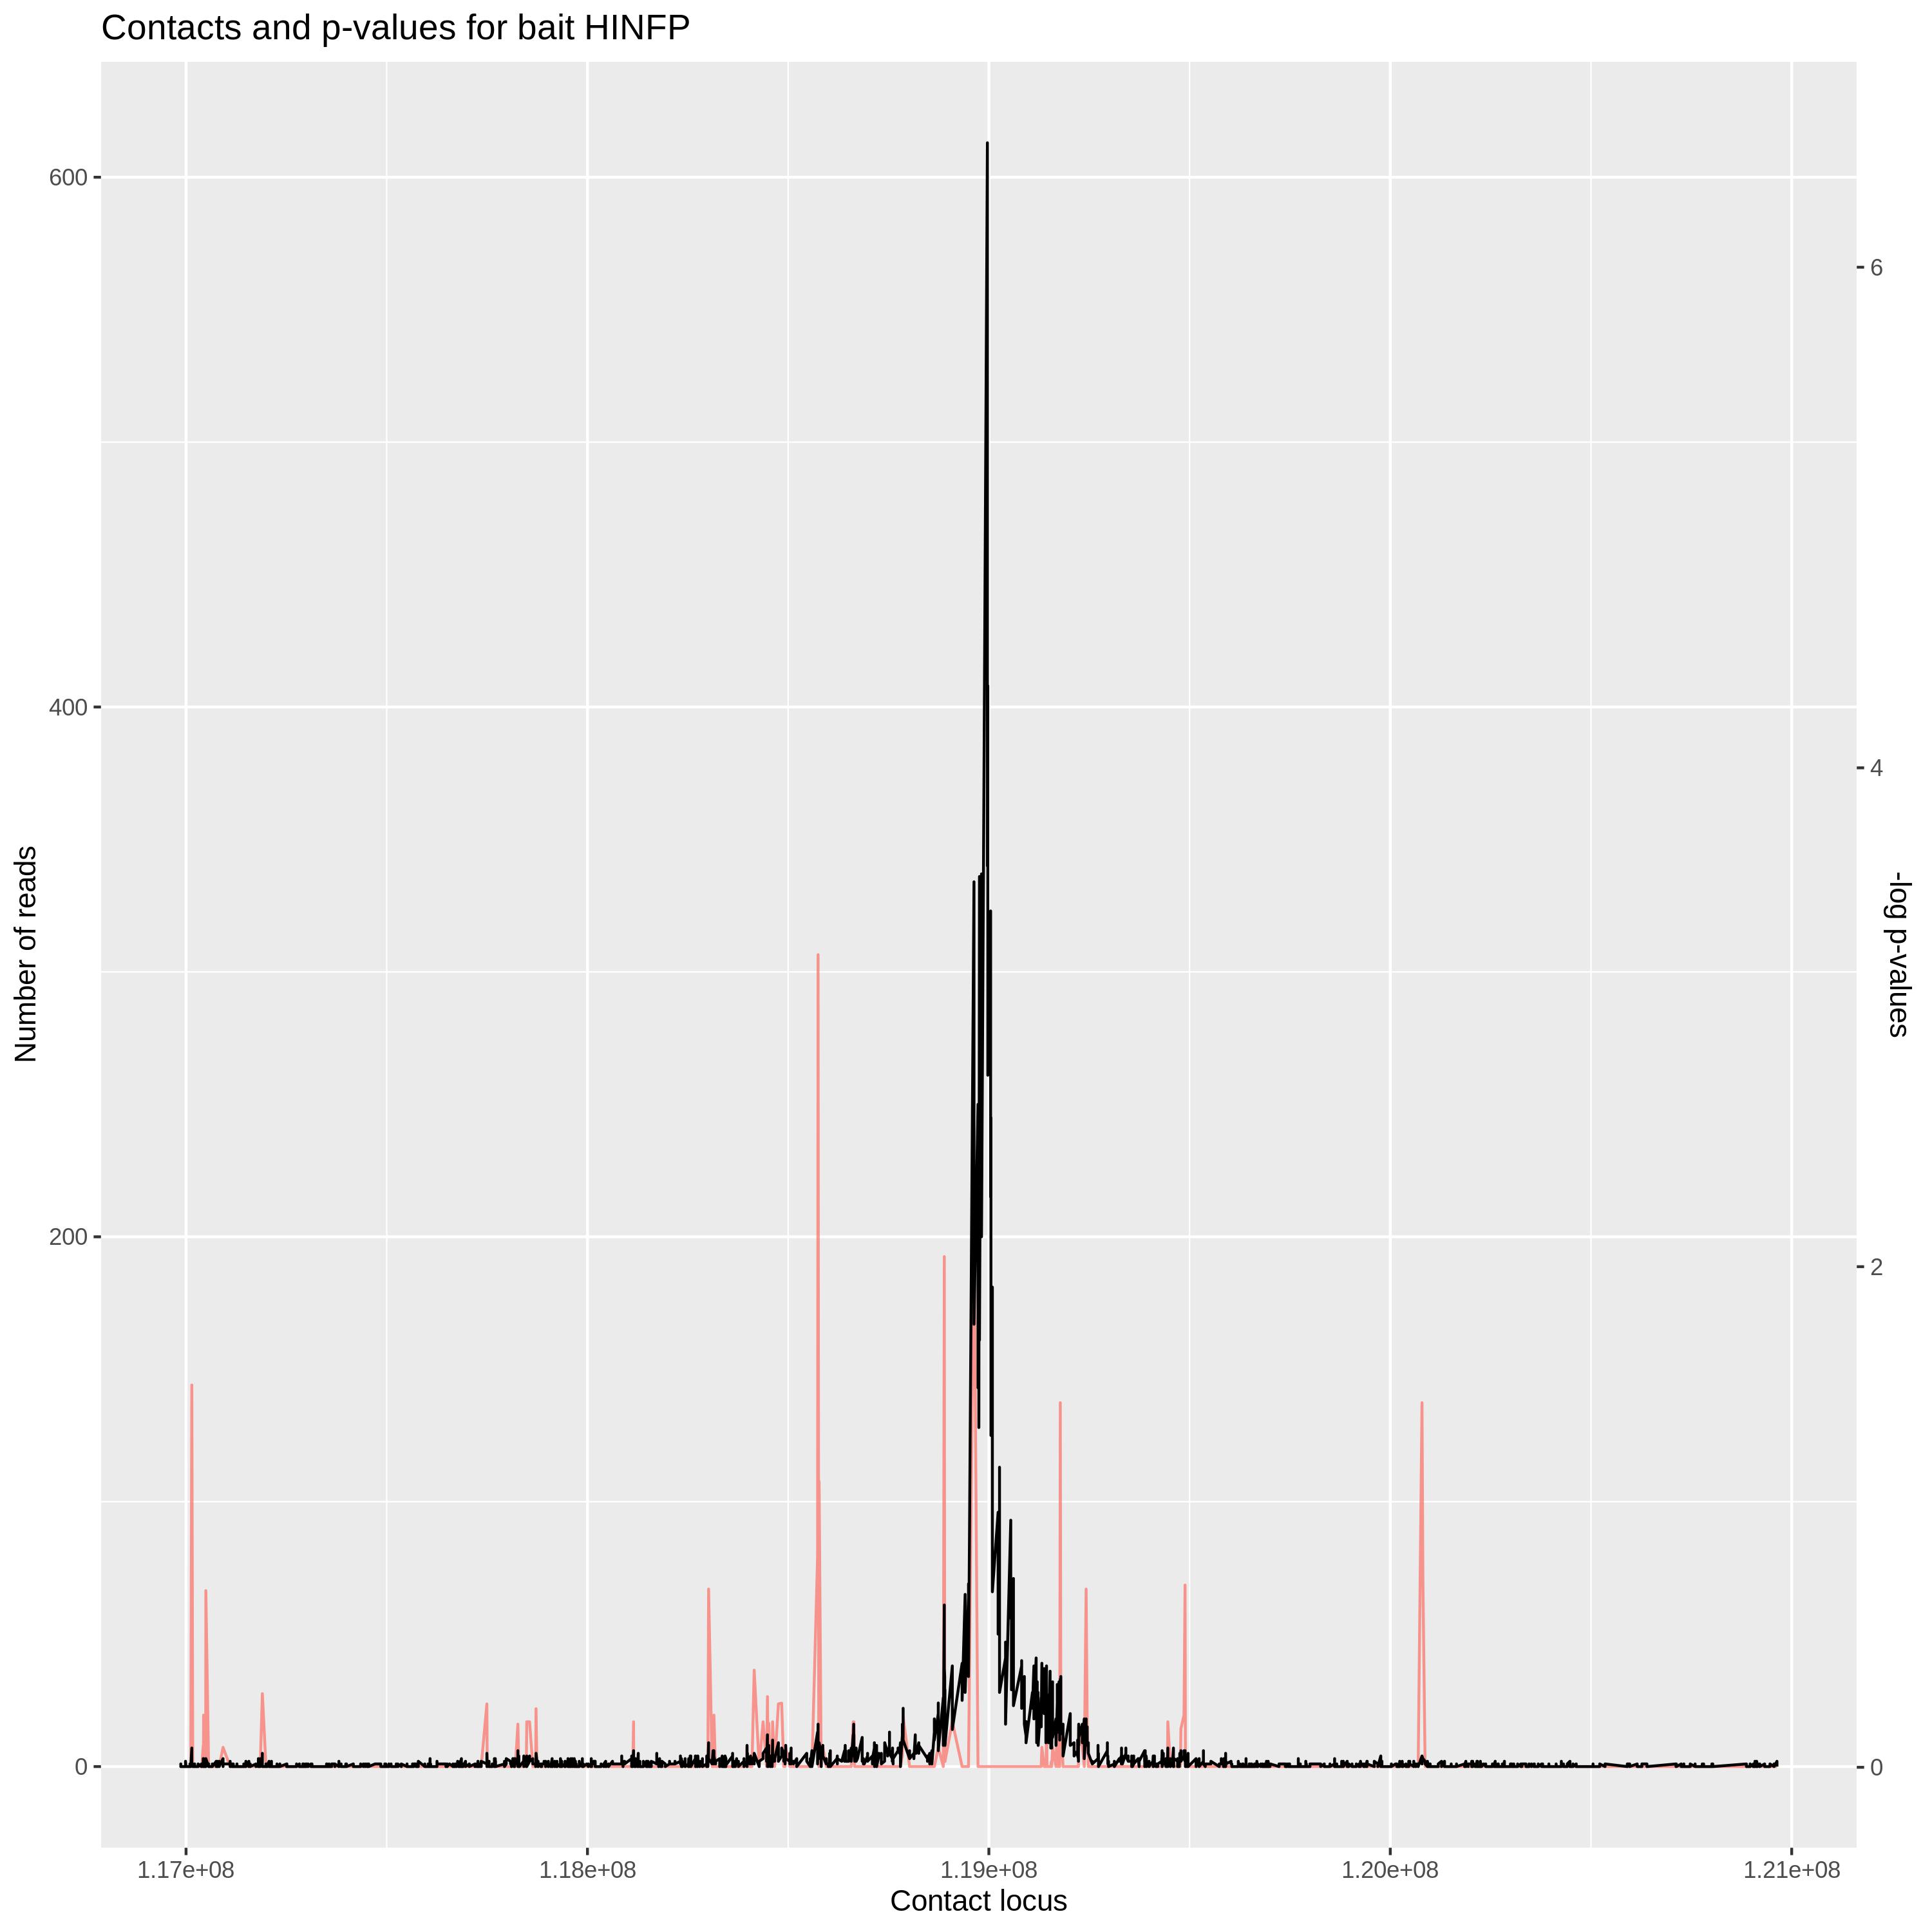 Contacts and p-values for bait HINFP
600
400
200
0
Number of reads
6
4
2
0
-log p-values
1.17e+08
1.18e+08
1.19e+08
1.20e+08
1.21e+08
Contact locus